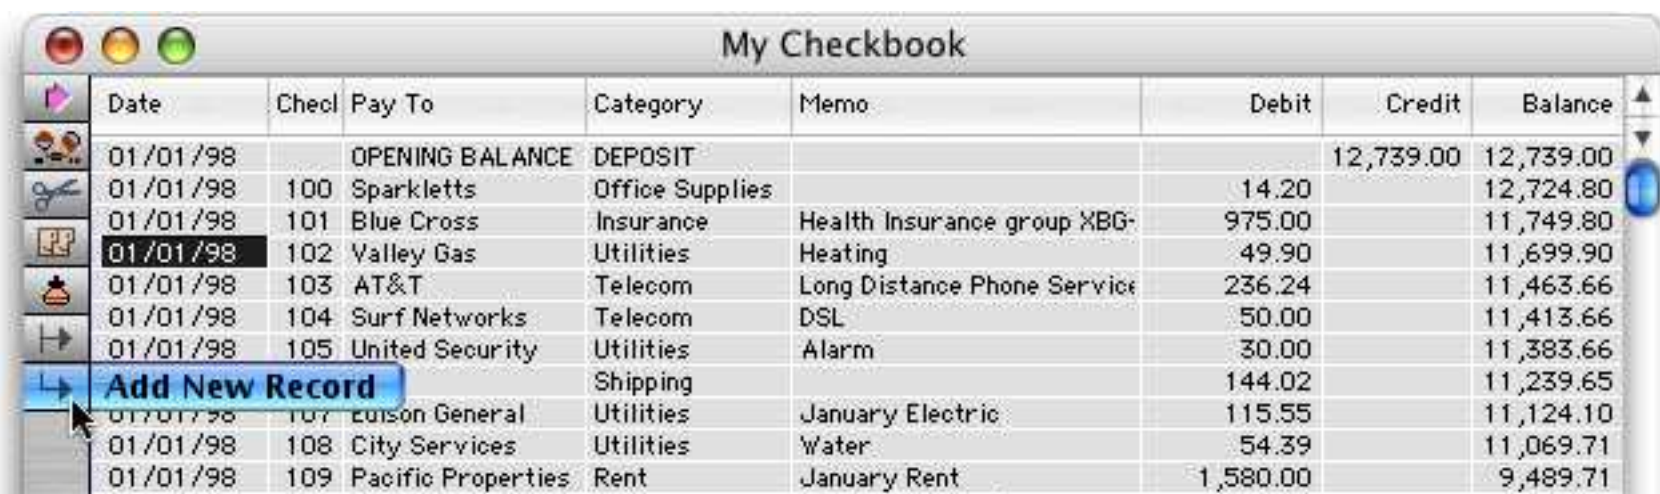 My Checkbook
Date Checl Pay To Category Memo Debit Credit Balance
01/01/98 OPENING BALANCE DEPOSIT 12,739.00 12,739.00
01/01/98 100 Sparkletts Office Supplies 14.20 12,724.80
01/01/98 101 Blue Cross Insurance Health Insurance group XBG- 975.00 11,749.80
01/01/98 102 Valley Gas Utilities Heating 49.90 11,699.90
01/01/98 103 AT&T Telecom Long Distance Phone Service 236.24 11,463.66
01/01/98 104 Surf Networks Telecom DSL 50.00 11,413.66
01/01/98 105 United Security Utilities Alarm 30.00 11,383.66
Add New Record Shipping 144.02 11,239.65
01/01/98 107 Edison General Utilities January Electric 115.55 11,124.10
01/01/98 108 City Services Utilities Water 54.39 11,069.71
01/01/98 109 Pacific Properties Rent January Rent 1,580.00 9,489.71